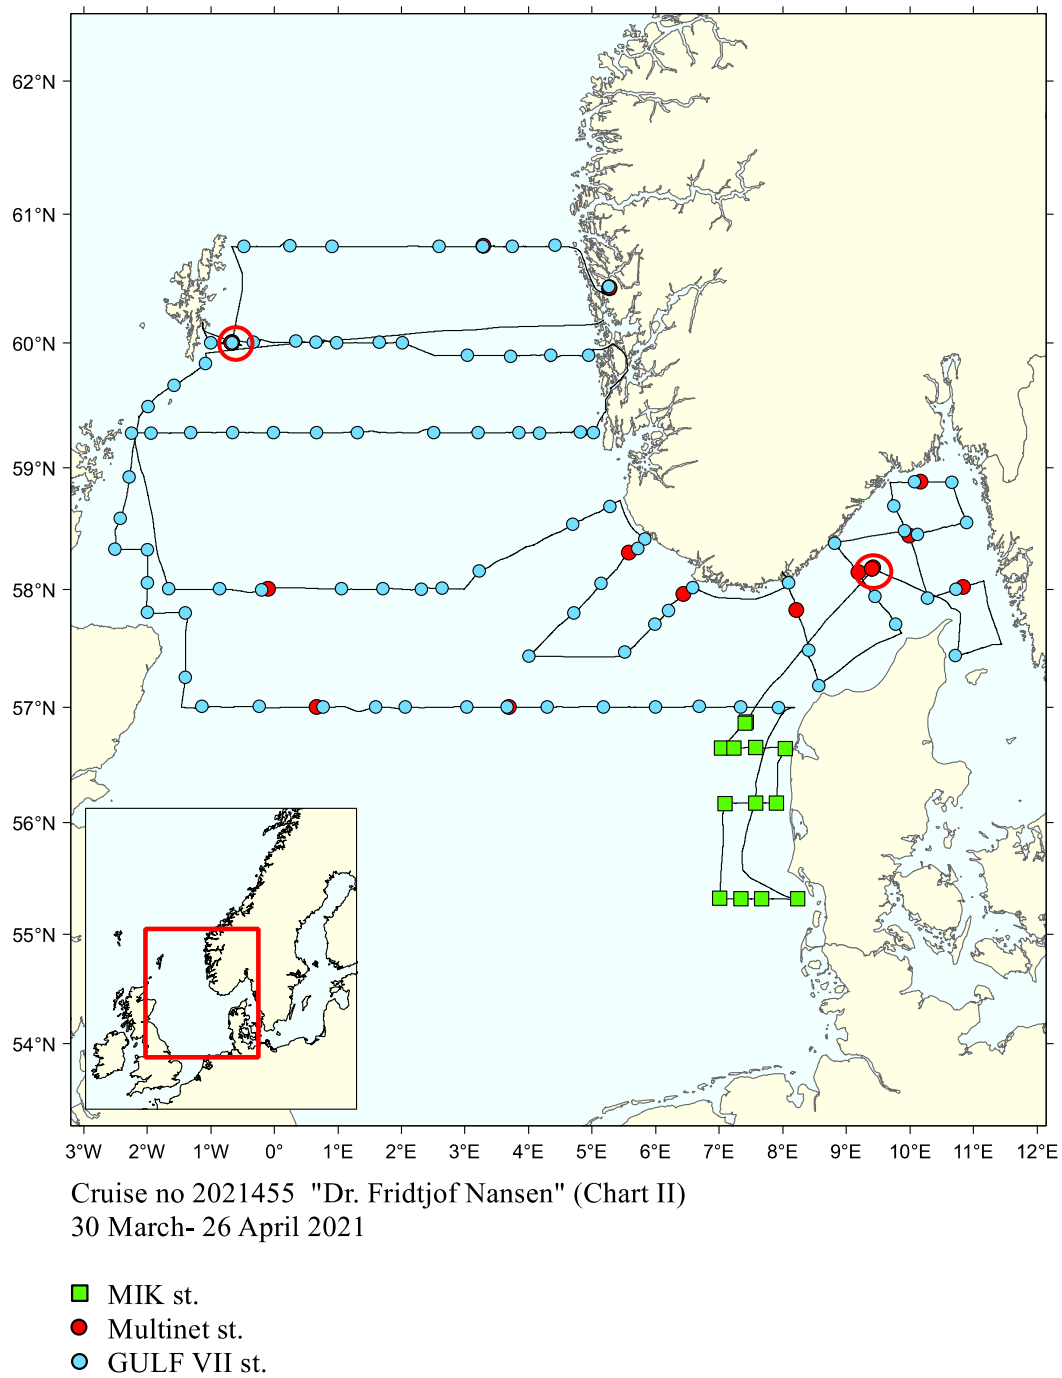 62°N
61°N
60°N
59°N
58°N
57°N
56°N
55°N
54°N
3°W 2°W 1°W 0° 1°E 2°E 3°E 4°E 5°E 6°E 7°E 8°E 9°E 10°E 11°E 12°E
Cruise no 2021455 "Dr. Fridtjof Nansen" (Chart II)
30 March- 26 April 2021
MIK st.
Multinet st.
GULF VII st.